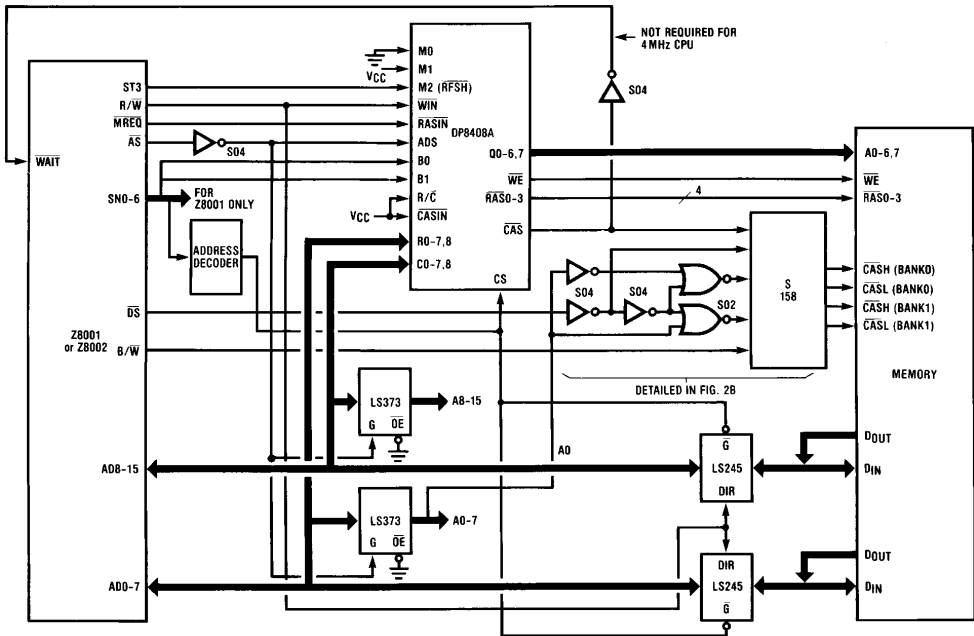 NOT REQUIRED FOR
4MHz CPU
S04
M0
M1
VCC
M2 (RFSH)
WIN
RASIN
ADS
B0
B1
R/C
CASIN
VCC
R0-7,8
C0-7,8
DP8408A
Q0-6,7
WE
RAS0-3
CAS
CS
4
ST3
R/W
MREQ
AS
S04
WAIT
SN0-6
FOR
Z8001 ONLY
ADDRESS
DECODER
DS
Z8001
or Z8002
B/W
S04
S04
S02
S
158
DETAILED IN FIG. 2B
A0-6,7
WE
RAS0-3
CASH (BANK0)
CASL (BANK0)
CASH (BANK1)
CASL (BANK1)
MEMORY
LS373
G OE
A8-15
AD8-15
A0
G
LS245
DIR
DOUT
DIN
LS373
G OE
A0-7
AD0-7
DIR
LS245
G
DOUT
DIN